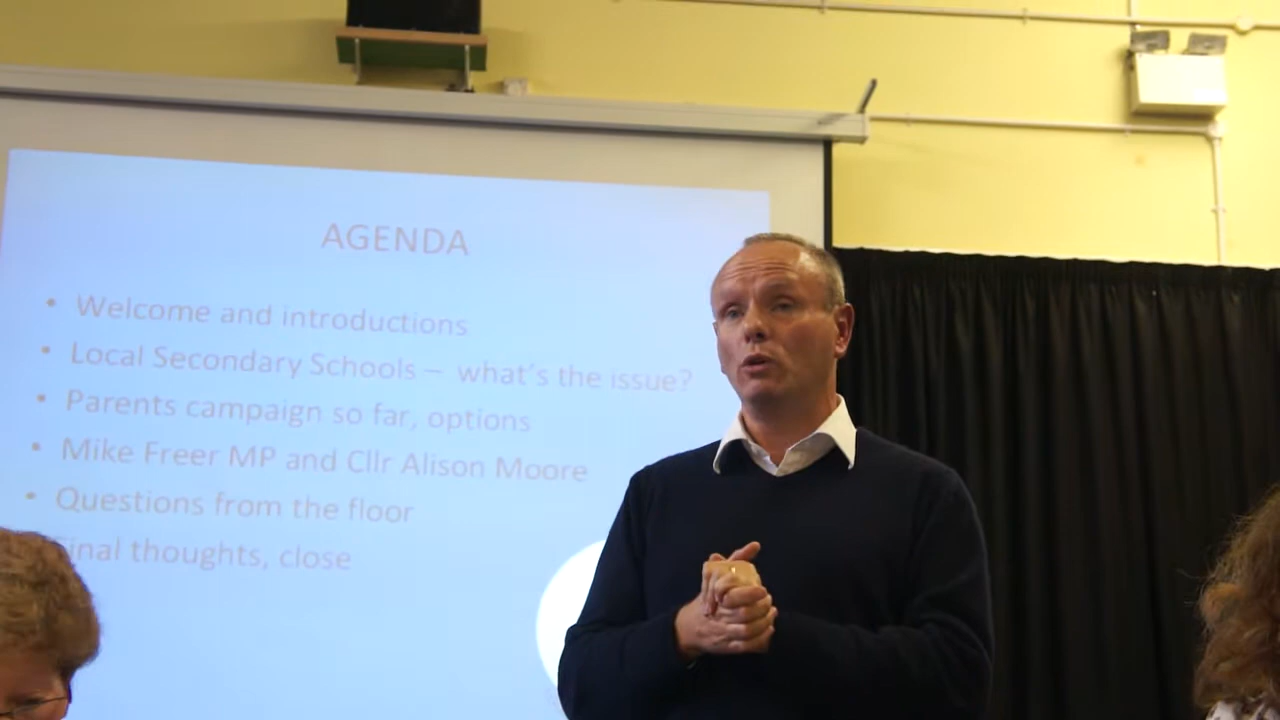 AGENDA
• Welcome and introductions
• Local Secondary Schools – what's the issue?
• Parents campaign so far, options
• Mike Freer MP and Cllr Alison Moore
• Questions from the floor
Final thoughts, close